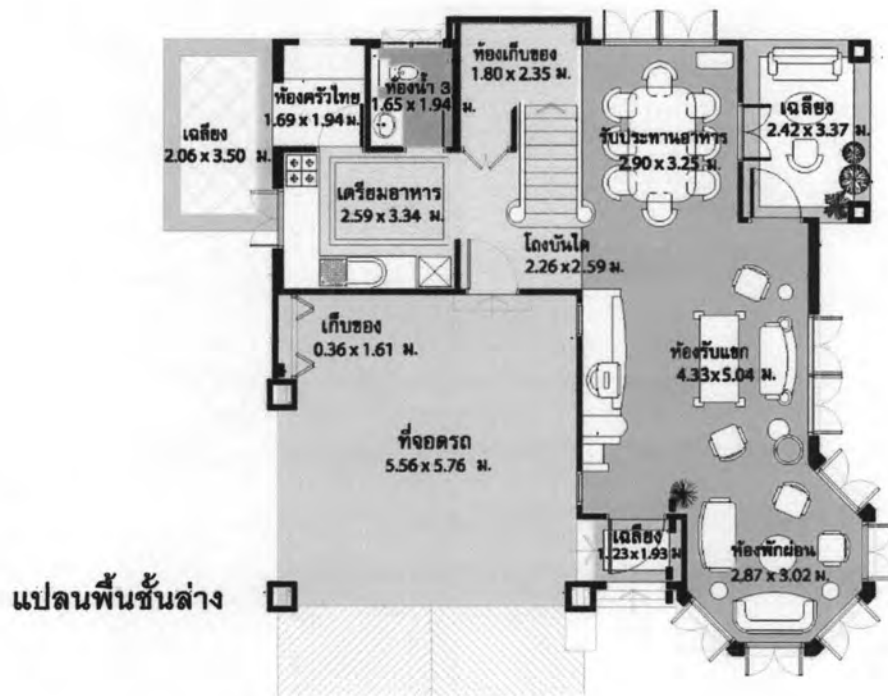 ห้องเก็บของ
1.80 x 2.35 ม.
ห้องครัวไทย
1.69 x 1.94 ม.
ห้องน้ำ 3
1.65 x 1.94 ม.
เฉลียง
2.06 x 3.50 ม.
รับประทานอาหาร
2.90 x 3.25 ม.
เฉลียง
2.42 x 3.37 ม.
เตรียมอาหาร
2.59 x 3.34 ม.
โถงบันได
2.26 x 2.59 ม.
เก็บของ
0.36 x 1.61 ม.
ห้องรับแขก
4.33 x 5.04 ม.
ที่จอดรถ
5.56 x 5.76 ม.
เฉลียง
1.23 x 1.93 ม
ห้องพักผ่อน
2.87 x 3.02 ม.
แปลนพื้นชั้นล่าง